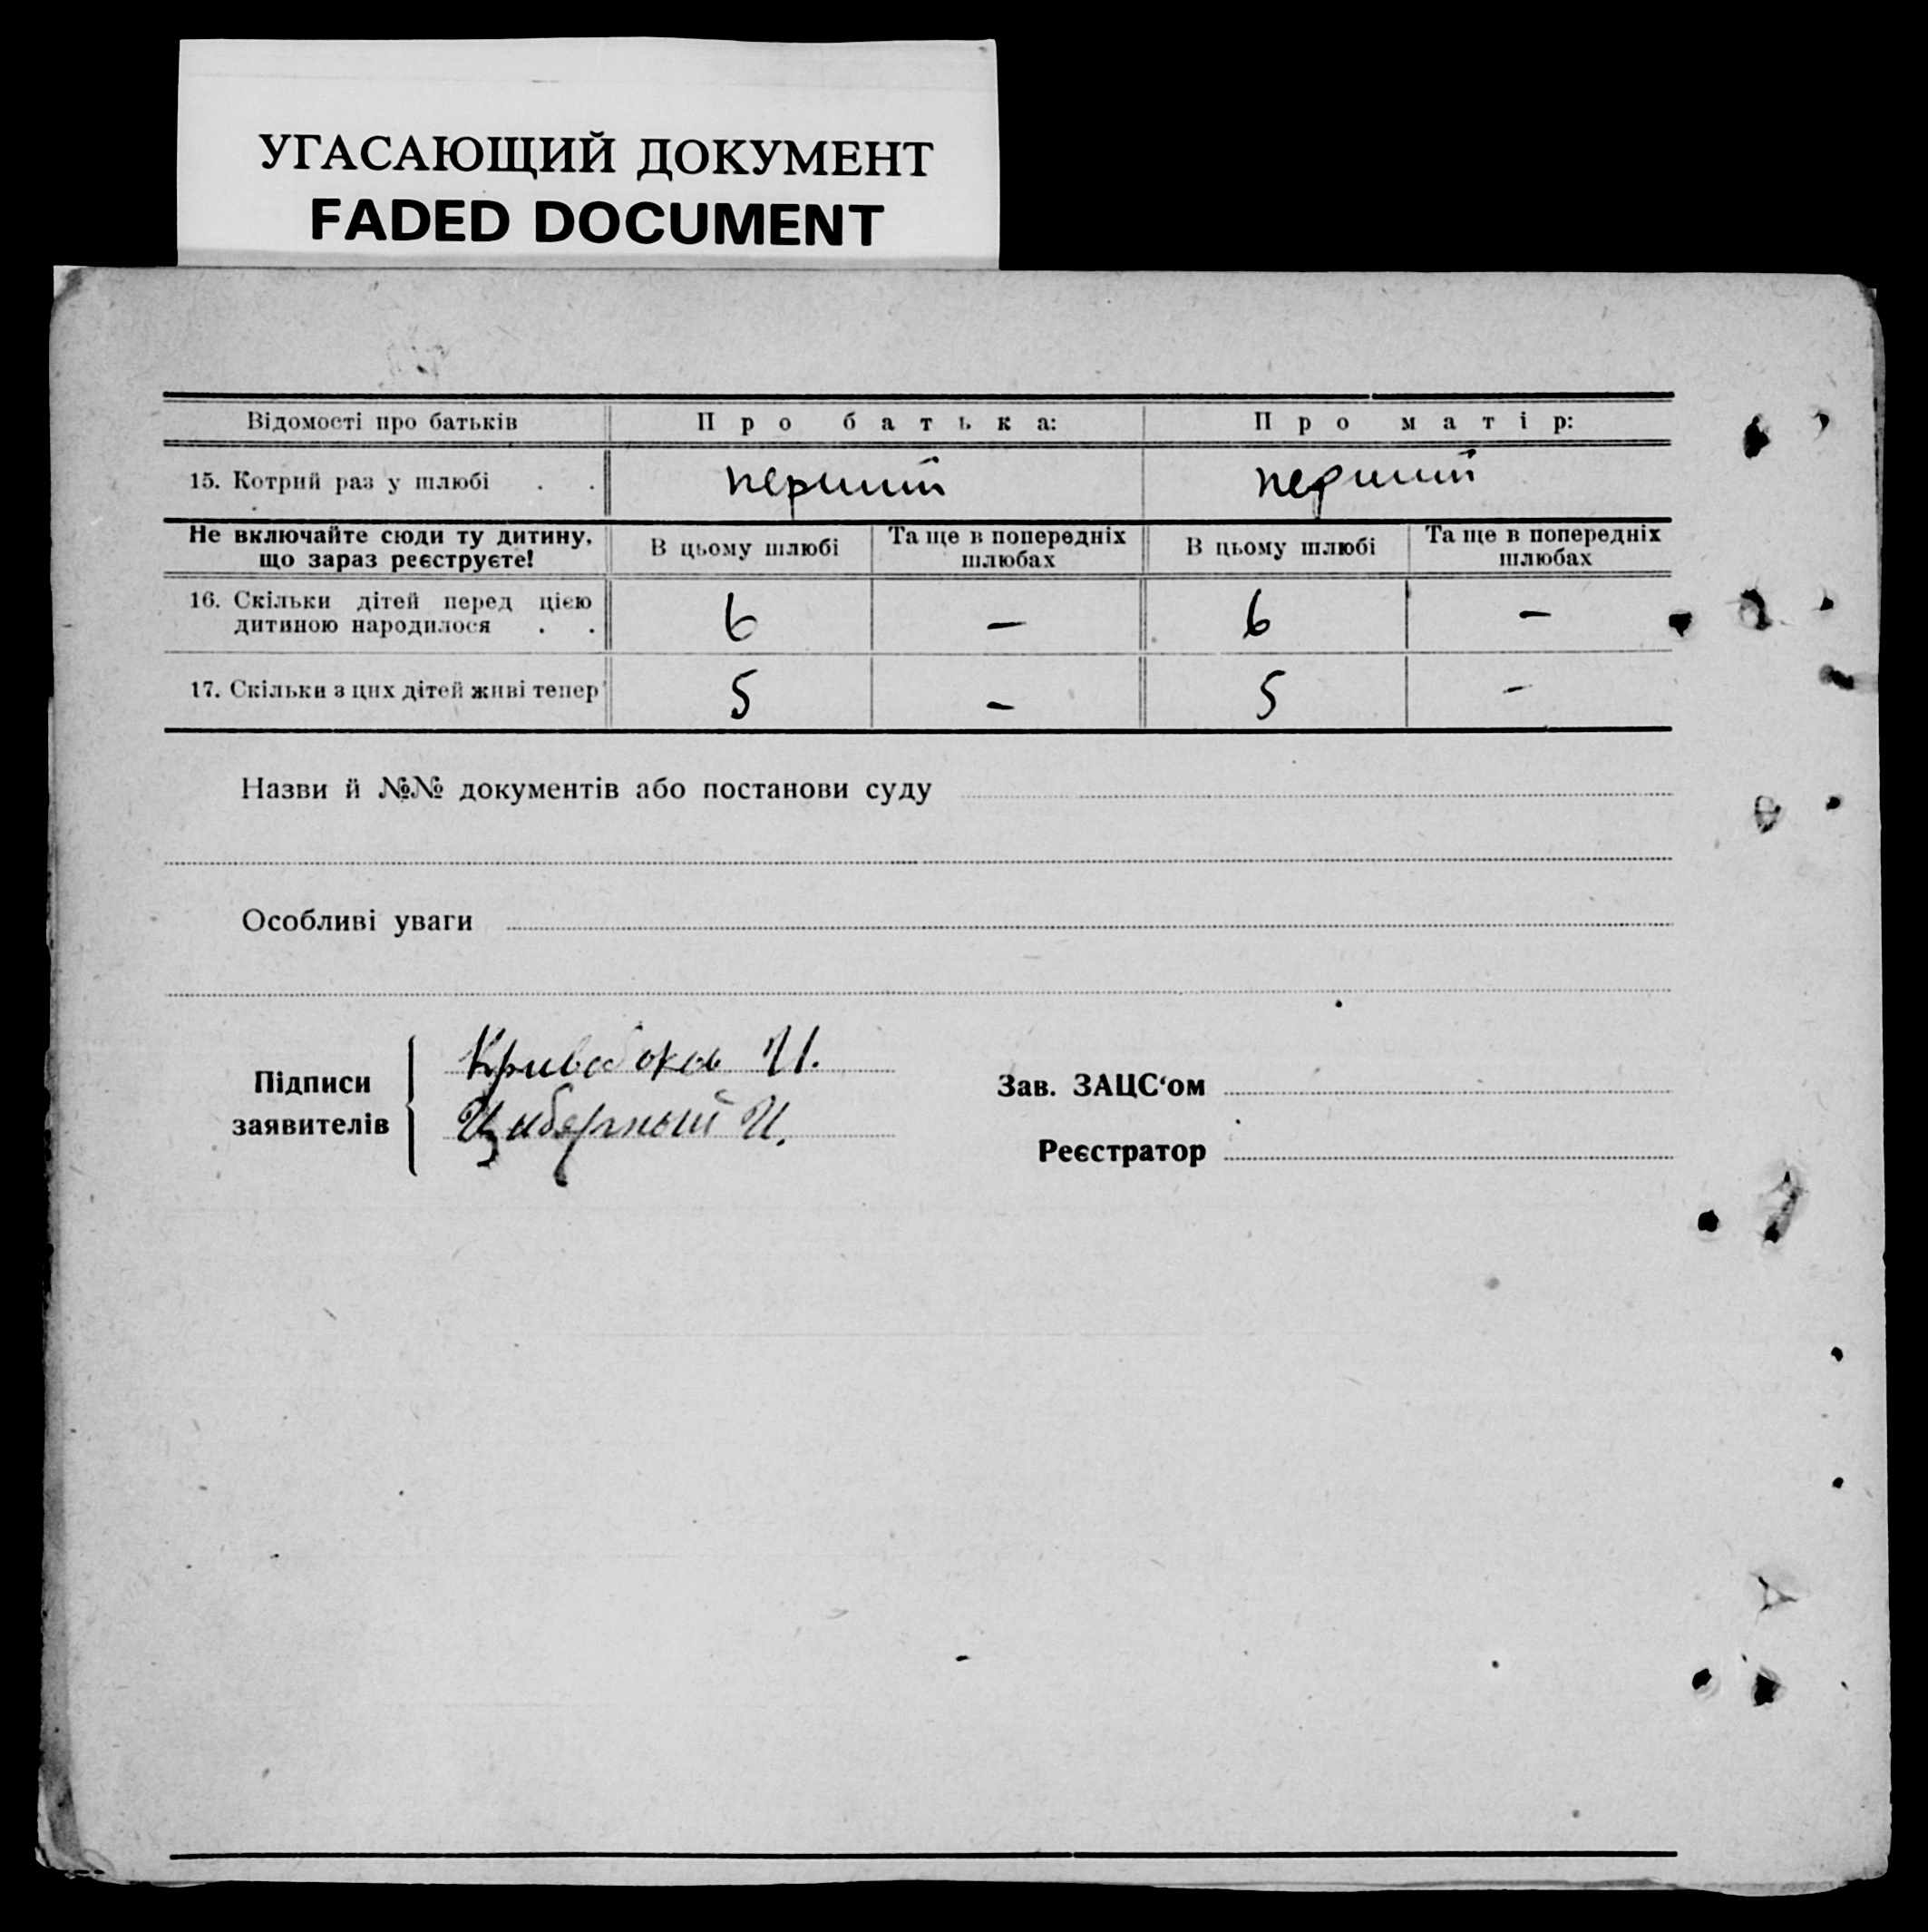 УГАСАЮЩИЙ ДОКУМЕНТ
FADED DOCUMENT
Відомості про батьків Про батька: Про матір:
15. Котрий раз у шлюбі . . перший перший
Не включайте сюди ту дитину, що зараз реєструєте! В цьому шлюбі Та ще в попередніх шлюбах В цьому шлюбі Та ще в попередніх шлюбах
16. Скільки дітей перед цією дитиною народилося . . 6 — 6 —
17. Скільки з цих дітей живі тепер 5 — 5 —
Назви й №№ документів або постанови суду
Особливі уваги
Підписи заявителів
И.
И.
Зав. ЗАЦС‘ом
Реєстратор